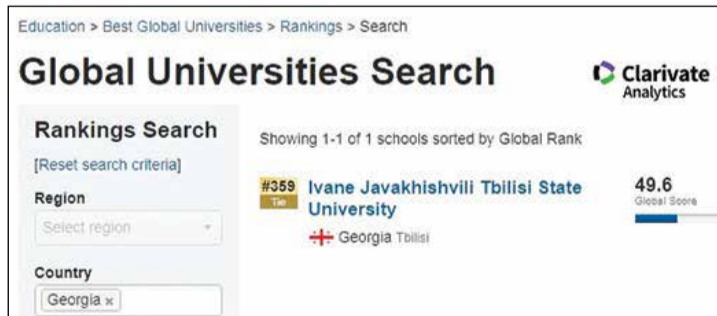 Education > Best Global Universities > Rankings > Search
Global Universities Search
Clarivate
Analytics
Rankings Search
[Reset search criteria]
Region
Select region
Country
Georgia ×
Showing 1-1 of 1 schools sorted by Global Rank
#359
Tie
Ivane Javakhishvili Tbilisi State
University
Georgia Tbilisi
49.6
Global Score